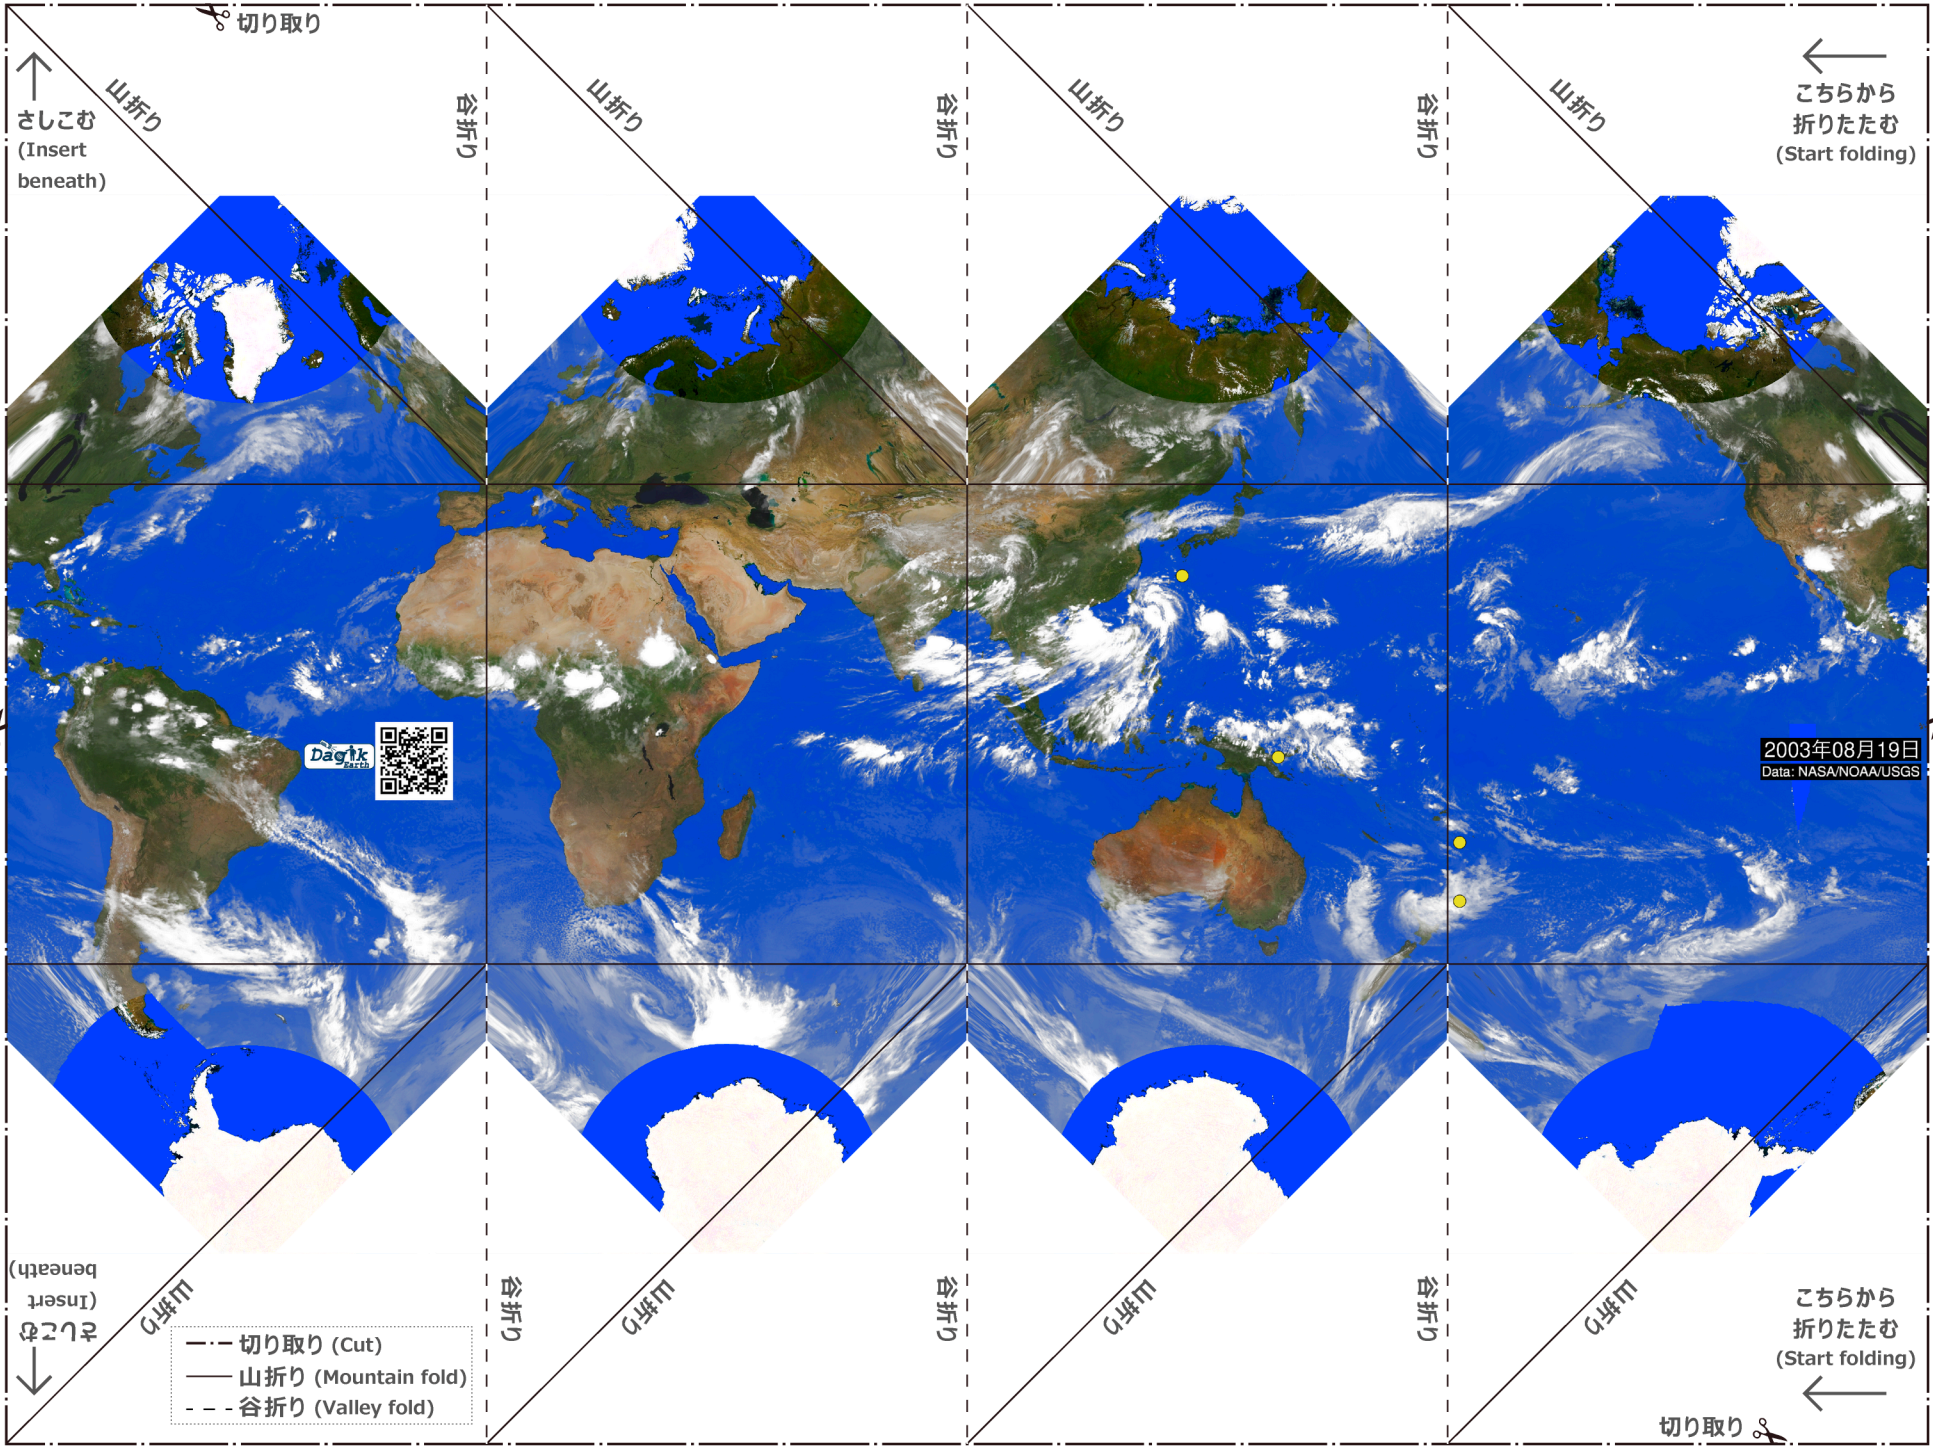 切り取り
山折り
谷折り
山折り
谷折り
山折り
谷折り
山折り
さしこむ
(Insert
beneath)
こちらから
折りたたむ
(Start folding)
Dagik
Earth
2003年08月19日
Data: NASA/NOAA/USGS
さしこむ
(Insert
beneath)
山折り
谷折り
山折り
谷折り
山折り
谷折り
山折り
こちらから
折りたたむ
(Start folding)
切り取り (Cut)
山折り (Mountain fold)
谷折り (Valley fold)
切り取り